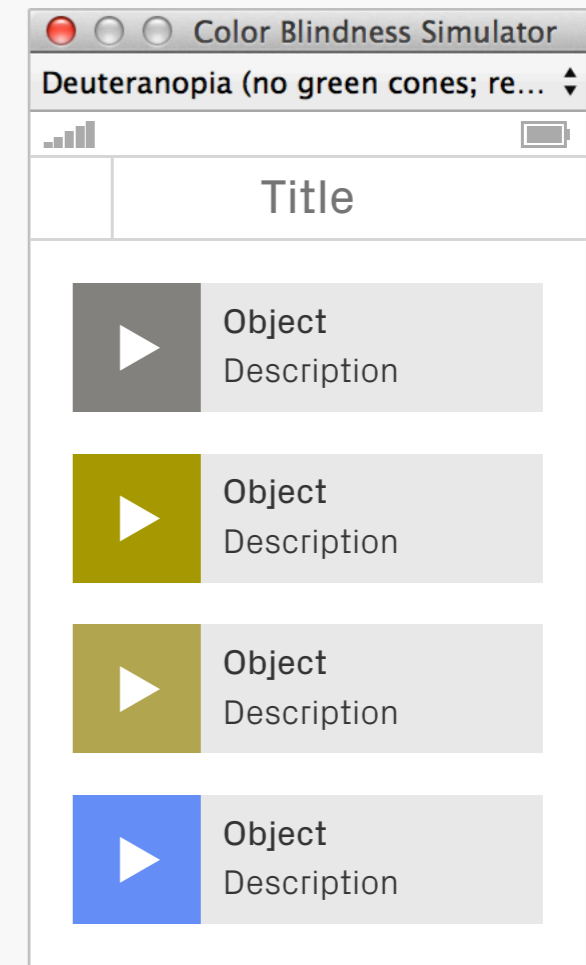 Color Blindness Simulator
Deuteranopia (no green cones; re...
Title
Object
Description
Object
Description
Object
Description
Object
Description